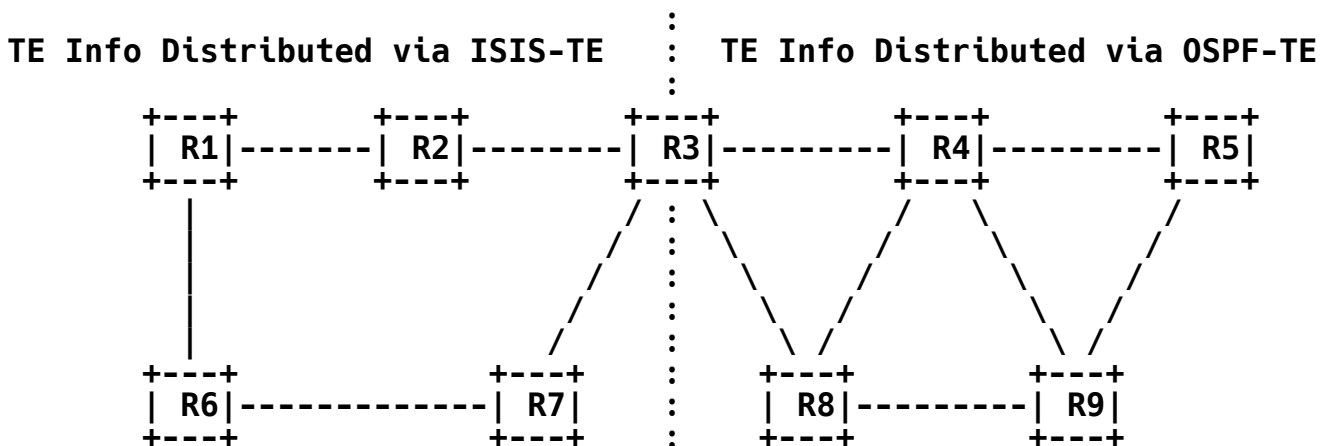 TE Info Distributed via ISIS-TE : TE Info Distributed via OSPF-TE
R1 R2 R3 R4 R5
R6 R7 R8 R9